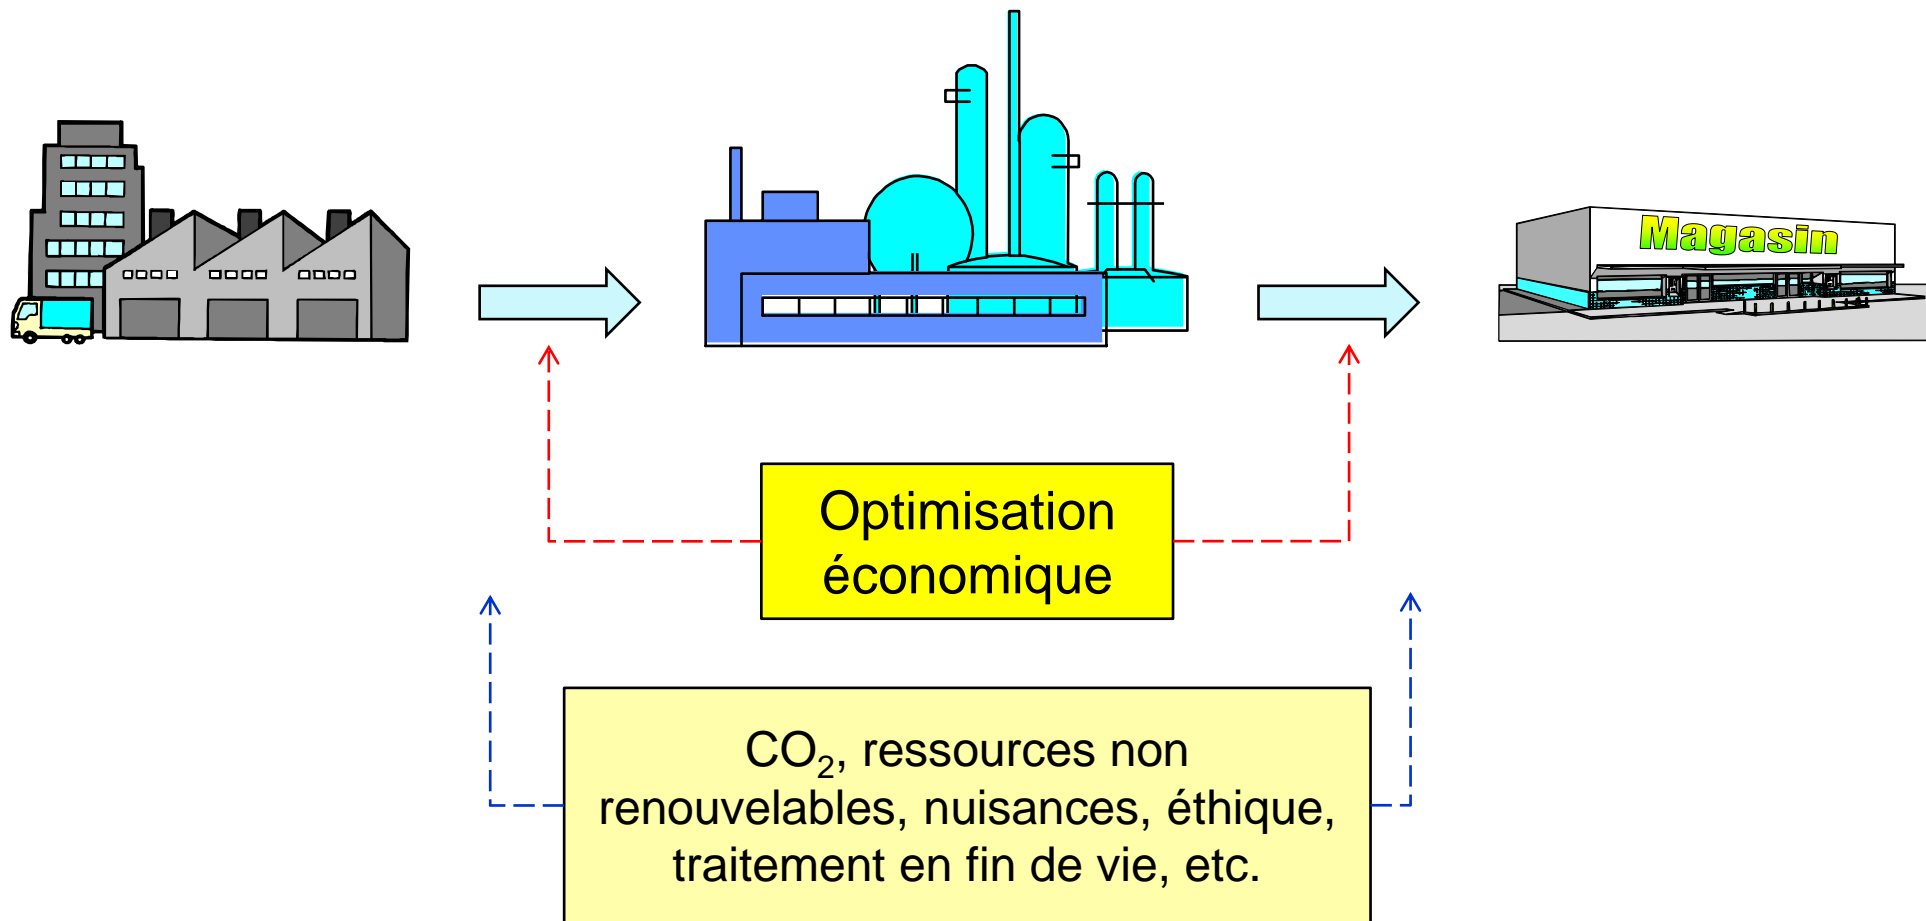 Magasin
Optimisation
économique
CO₂, ressources non
renouvelables, nuisances, éthique,
traitement en fin de vie, etc.